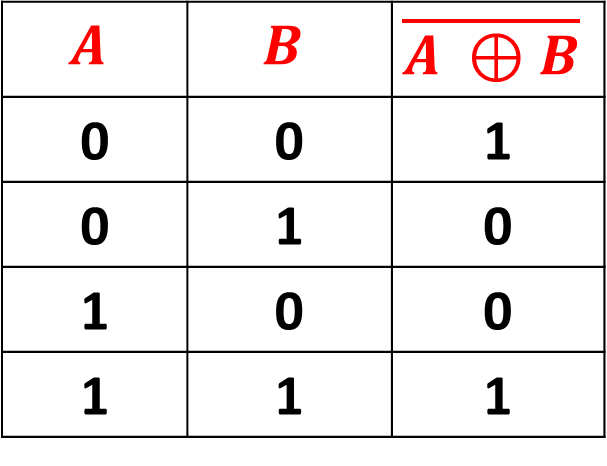 A B A ⊕ B
0 0 1
0 1 0
1 0 0
1 1 1